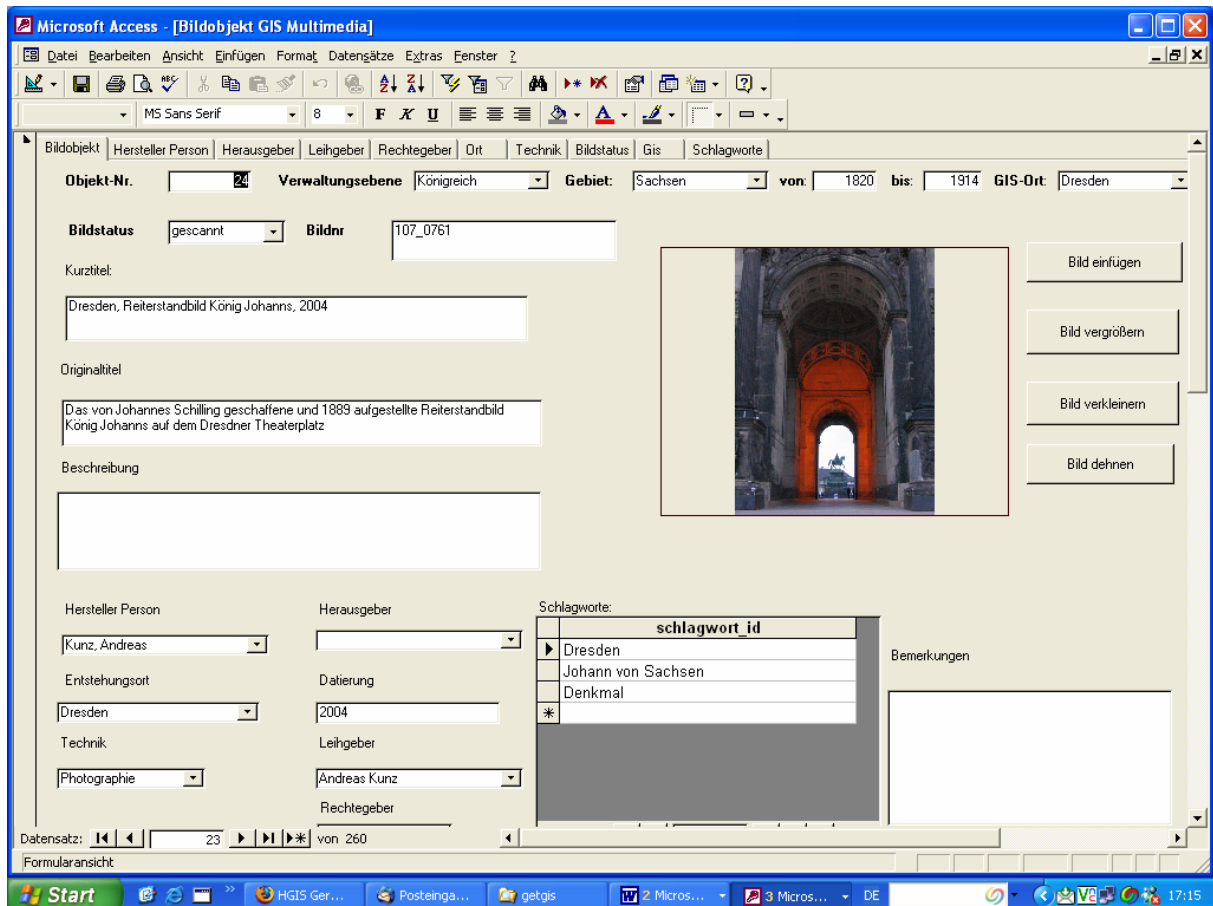 Microsoft Access - [Bildobjekt GIS Multimedia]
Datei Bearbeiten Ansicht Einfügen Format Datensätze Extras Fenster ?
MS Sans Serif 8 F K U
Bildobjekt Hersteller Person Herausgeber Leihgeber Rechtegeber Ort Technik Bildstatus Gis Schlagworte
Objekt-Nr. 24 Verwaltungsebene Königreich Gebiet: Sachsen von: 1820 bis: 1914 GIS-Ort: Dresden
Bildstatus gescannt Bildnr 107_0761
Bild einfügen
Kurztitel:
Dresden, Reiterstandbild König Johanns, 2004
Bild vergrößern
Originaltitel
Das von Johannes Schilling geschaffene und 1889 aufgestellte Reiterstandbild
König Johanns auf dem Dresdner Theaterplatz
Bild verkleinern
Beschreibung
Bild dehnen
Hersteller Person Herausgeber Schlagworte:
schlagwort_id
Kunz, Andreas
Dresden
Bemerkungen
Johann von Sachsen
Entstehungsort Datierung
Denkmal
Dresden 2004
Technik Leihgeber
Photographie Andreas Kunz
Rechtegeber
Datensatz: 23 von 260
Formularansicht
Start HGIS Ger... Posteinga... getgis 2 Micros... 3 Micros... DE 17:15